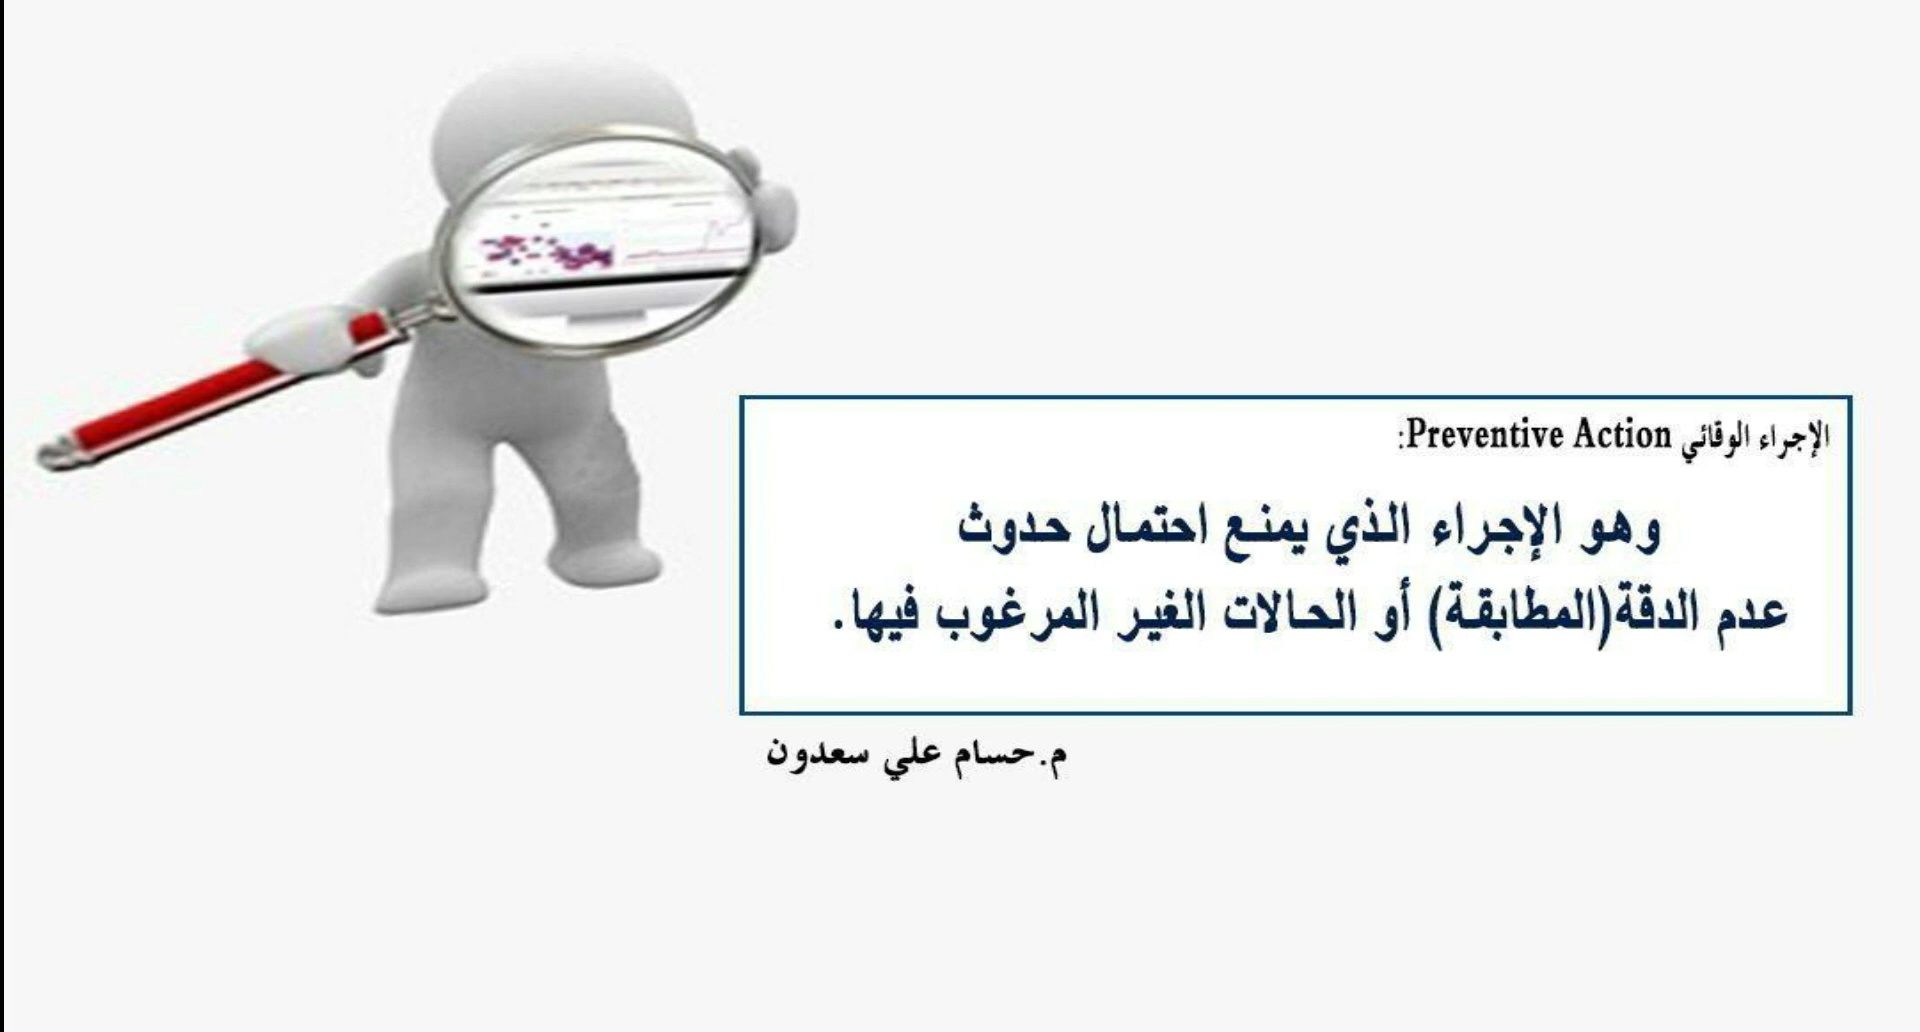 الإجراء الوقائي Preventive Action:
وهو الإجراء الذي يمنع احتمال حدوث
عدم الدقة(المطابقة) أو الحالات الغير المرغوب فيها.
م.حسام علي سعدون